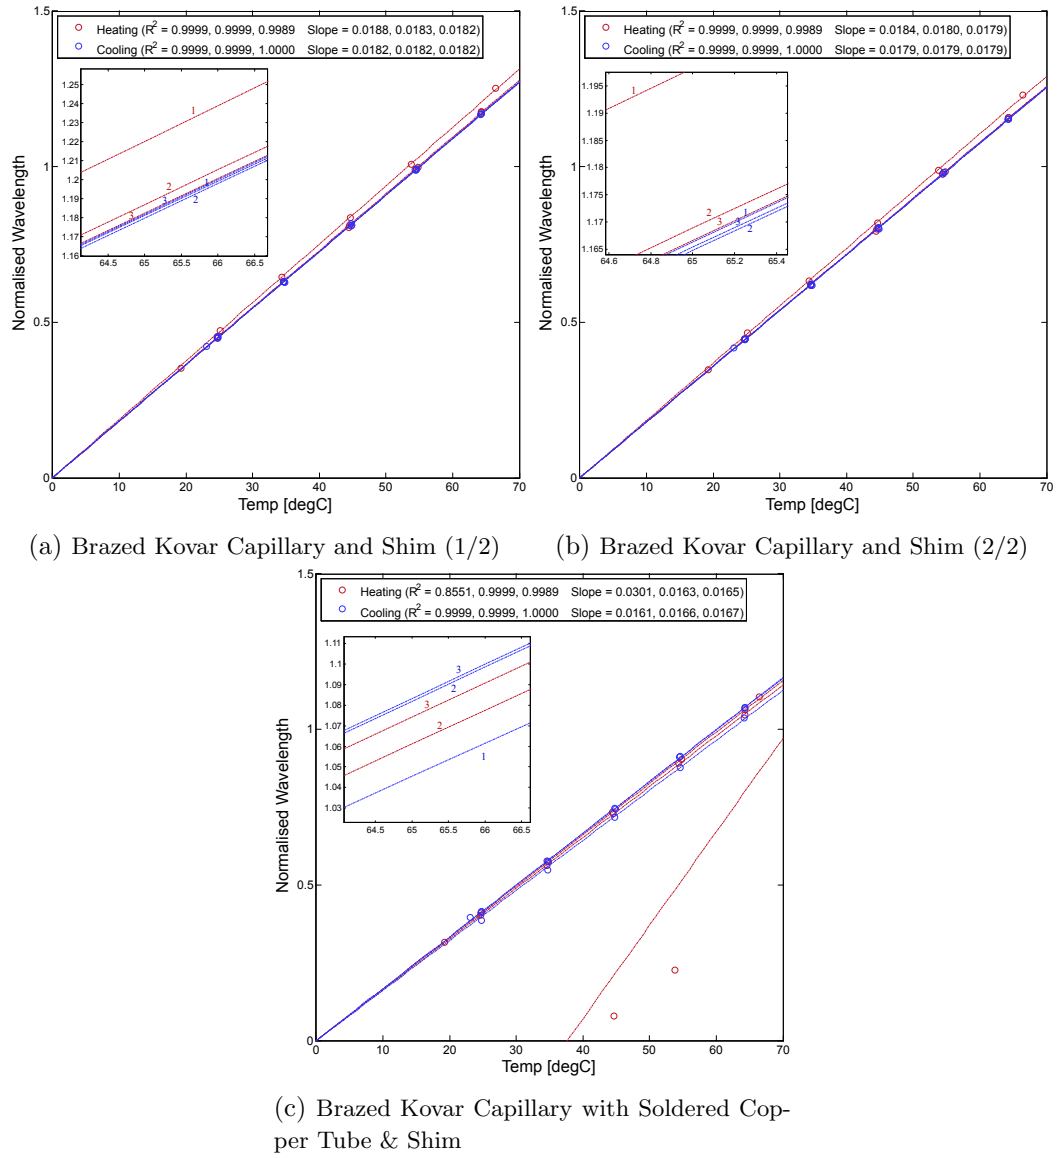 Heating (R² = 0.9999, 0.9999, 0.9989 Slope = 0.0188, 0.0183, 0.0182)
Cooling (R² = 0.9999, 0.9999, 1.0000 Slope = 0.0182, 0.0182, 0.0182)
1.5
1
0.5
0
Normalised Wavelength
1.25
1.24
1.23
1.22
1.21
1.2
1.19
1.18
1.17
1.16
1
2
3
1
3
2
64.5 65 65.5 66 66.5
0 10 20 30 40 50 60 70
Temp [degC]
(a) Brazed Kovar Capillary and Shim (1/2)
Heating (R² = 0.9999, 0.9999, 0.9989 Slope = 0.0184, 0.0180, 0.0179)
Cooling (R² = 0.9999, 0.9999, 1.0000 Slope = 0.0179, 0.0179, 0.0179)
1.5
1
0.5
0
Normalised Wavelength
1.195
1.19
1.185
1.18
1.175
1.17
1.165
1
2
3
1
3
2
64.6 64.8 65 65.2 65.4
0 10 20 30 40 50 60 70
Temp [degC]
(b) Brazed Kovar Capillary and Shim (2/2)
Heating (R² = 0.8551, 0.9999, 0.9989 Slope = 0.0301, 0.0163, 0.0165)
Cooling (R² = 0.9999, 0.9999, 1.0000 Slope = 0.0161, 0.0166, 0.0167)
1.5
1
0.5
0
Normalised Wavelength
1.11
1.1
1.09
1.08
1.07
1.06
1.05
1.04
1.03
3
2
3
2
1
64.5 65 65.5 66 66.5
0 10 20 30 40 50 60 70
Temp [degC]
(c) Brazed Kovar Capillary with Soldered Cop-
per Tube & Shim